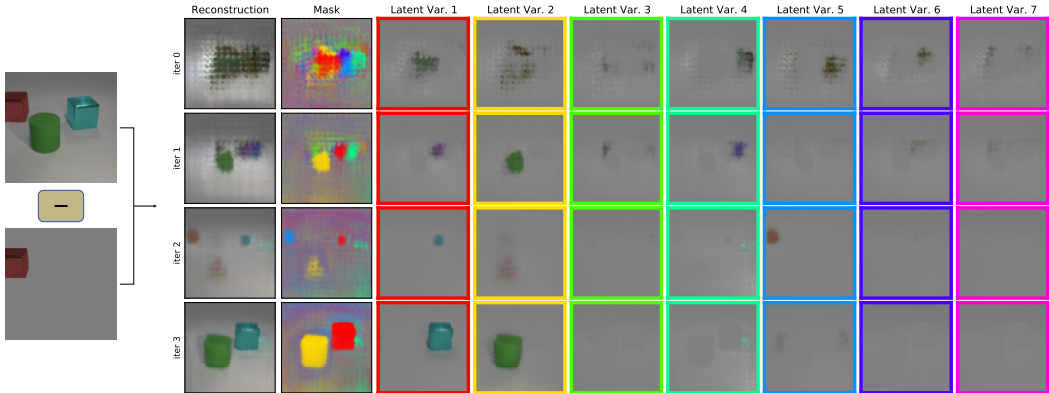 Reconstruction Mask Latent Var. 1 Latent Var. 2 Latent Var. 3 Latent Var. 4 Latent Var. 5 Latent Var. 6 Latent Var. 7
iter 0
iter 1
iter 2
iter 3